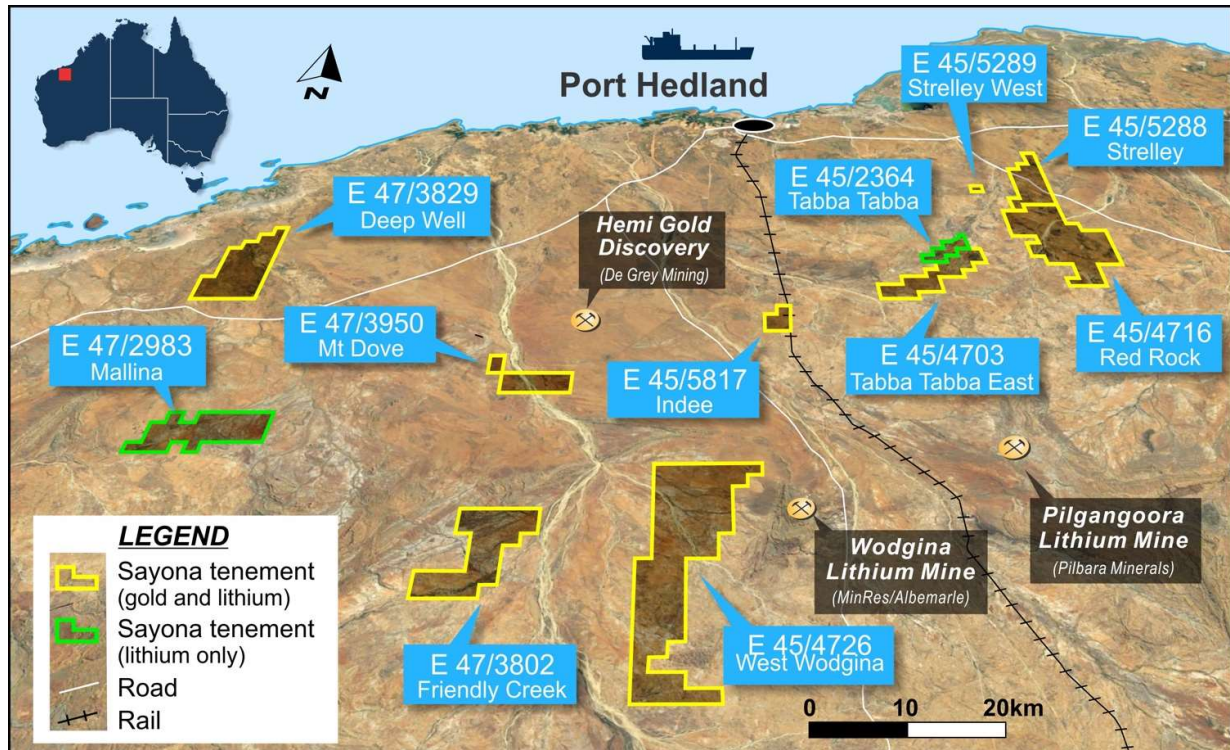 Port Hedland
N
E 45/5289
Strelley West
E 45/5288
Strelley
E 45/2364
Tabba Tabba
E 47/3829
Deep Well
Hemi Gold
Discovery
(De Grey Mining)
E 47/3950
Mt Dove
E 47/2983
Mallina
E 45/5817
Indee
E 45/4703
Tabba Tabba East
E 45/4716
Red Rock
Pilgangoora
Lithium Mine
(Pilbara Minerals)
Wodgina
Lithium Mine
(MinRes/Albemarle)
E 47/3802
Friendly Creek
E 45/4726
West Wodgina
LEGEND
Sayona tenement
(gold and lithium)
Sayona tenement
(lithium only)
Road
Rail
0 10 20km